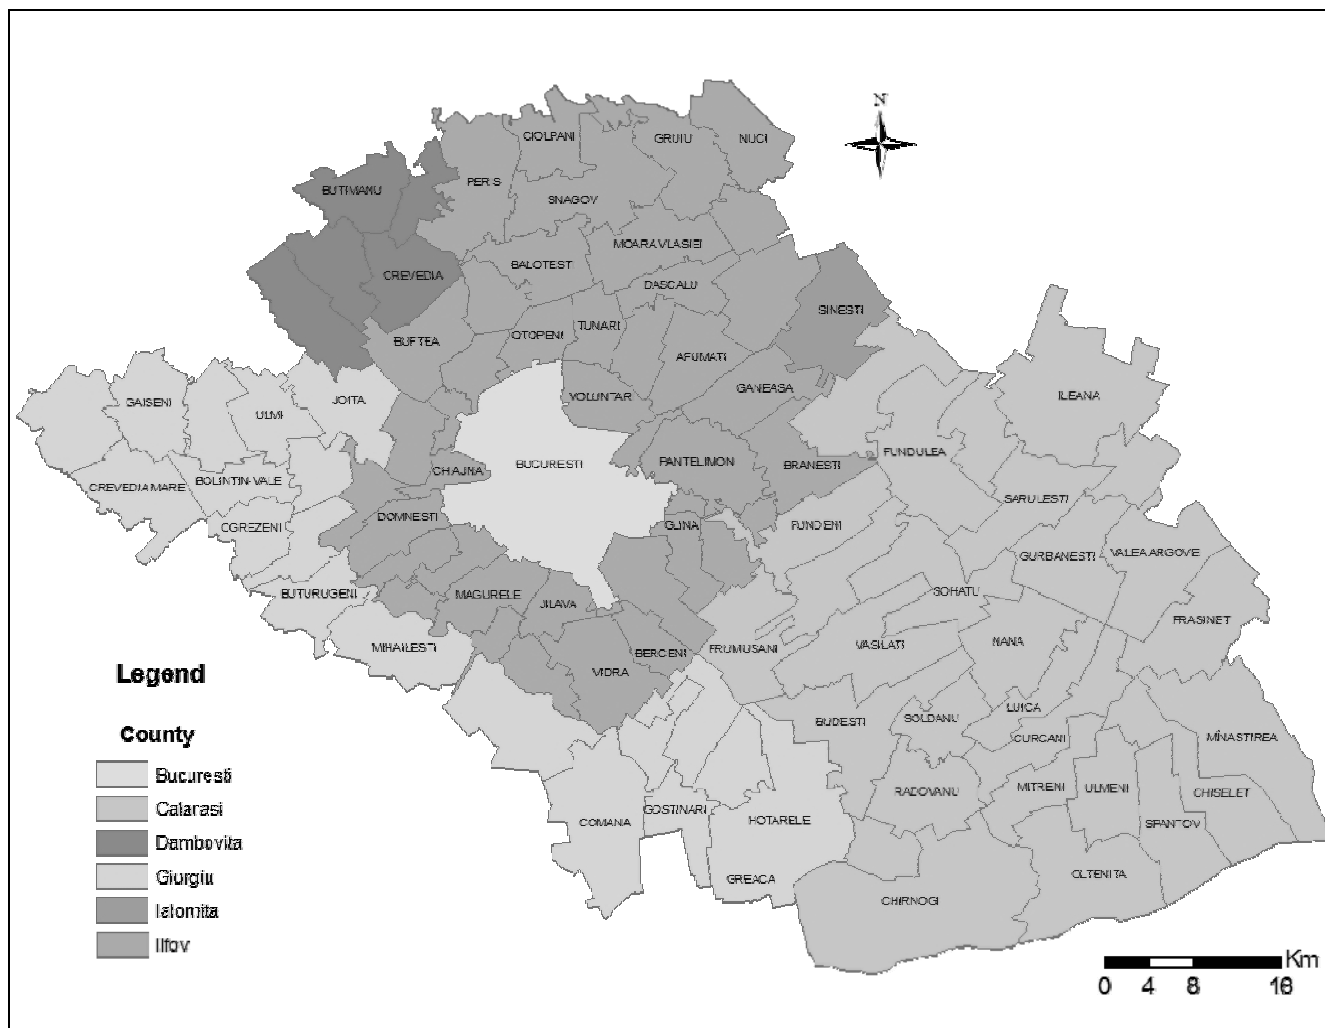 N
CIOLPANI
GRUIU
NUCI
BUTIMANU
PERIS
SNAGOV
MOARA VLASIEI
BALOTEST
CREVEDIA
DASCALU
SINESTI
OTOPENI
TUNARI
BUFTEA
AFUMATI
GANEASA
VOLUNTAR
ILEANA
GAISENI
ULMI
JOITA
BUCURESTI
PANTELIMON
BRANESTI
FUNDULEA
CHIAJNA
CREVEDIA MARE
BOLINTIN-VALE
SARULESTI
OGREZENI
DOMNESTI
GLINA
FUNDENI
GURBANESTI
VALEA ARGOVE
BUTURUGENI
MAGURELE
JILAVA
SOHATU
FRASINET
MIHAILESTI
BERCENI
FRUMUSANI
VASILATI
NANA
VIDRA
Legend
County
Bucuresti
Calarasi
Dambovita
Giurgiu
Ialomita
Ilfov
BUDESTI
SOLDANU
LUICA
CURCANI
MINASTIREA
RADOVANU
MITRENI
ULMENI
CHISELET
COMANA
GOSTINARI
HOTARELE
SPANTOV
GREACA
OLTENITA
CHIRNOGI
Km
0 4 8 16